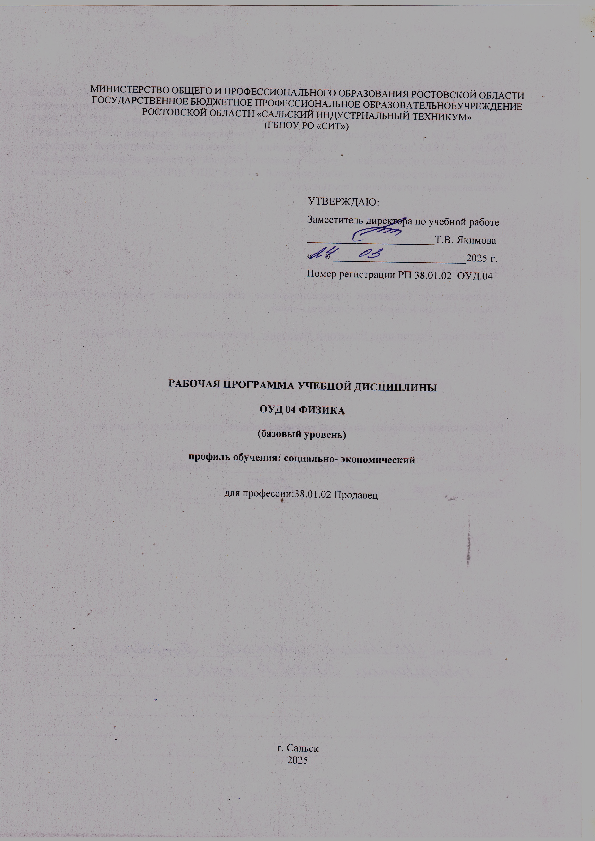 МИНИСТЕРСТВО ОБЩЕГО И ПРОФЕССИОНАЛЬНОГО ОБРАЗОВАНИЯ РОСТОВСКОЙ ОБЛАСТИ
ГОСУДАРСТВЕННОЕ БЮДЖЕТНОЕ ПРОФЕССИОНАЛЬНОЕ ОБРАЗОВАТЕЛЬНОЕУЧРЕЖДЕНИЕ
РОСТОВСКОЙ ОБЛАСТИ «САЛЬСКИЙ ИНДУСТРИАЛЬНЫЙ ТЕХНИКУМ»
(ГБПОУ РО «СИТ»)
УТВЕРЖДАЮ:
Заместитель директора по учебной работе
Т.В. Якимова
03 2025 г.
Номер регистрации РП 38.01.02 ОУД.04
РАБОЧАЯ ПРОГРАММА УЧЕБНОЙ ДИСЦИПЛИНЫ
ОУД 04 ФИЗИКА
(базовый уровень)
профиль обучения: социально- экономический
для профессии:38.01.02 Продавец
г. Сальск
2025